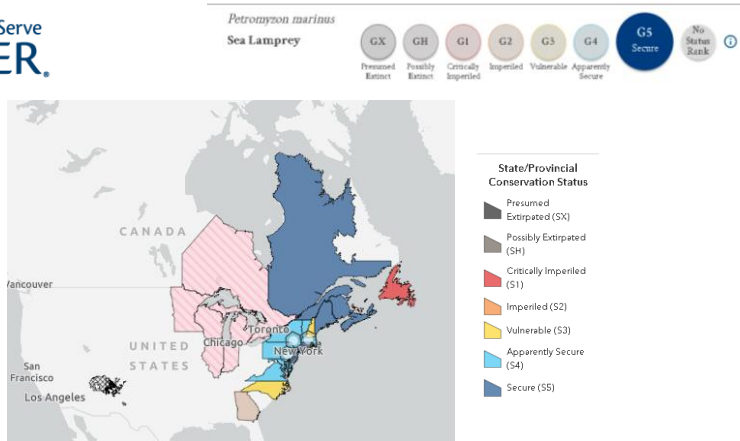 Serve
ER®
Petromyzon marinus
Sea Lamprey
GX
GH
G1
G2
G3
G4
G5
Secure
No
Status
Rank
Presumed
Extinct
Possibly
Extinct
Critically
Imperiled
Imperiled
Vulnerable
Apparently
Secure
CANADA
Vancouver
Toronto
UNITED
STATES
Chicago
New York
San
Francisco
Los Angeles
State/Provincial
Conservation Status
Presumed
Extirpated (SX)
Possibly Extirpated
(SH)
Critically Imperiled
(S1)
Imperiled (S2)
Vulnerable (S3)
Apparently Secure
(S4)
Secure (S5)